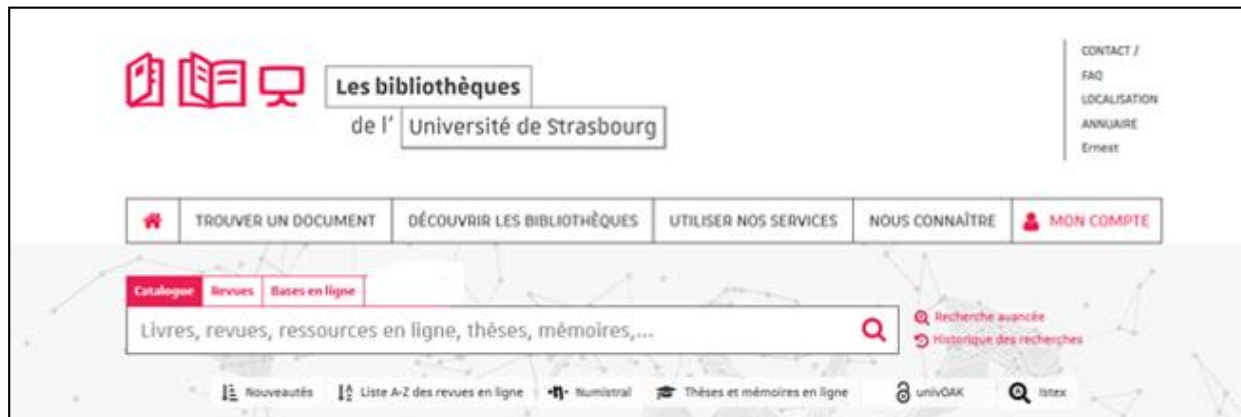 Les bibliothèques
de l' Université de Strasbourg
CONTACT /
FAQ
LOCALISATION
ANNUAIRE
Ernest
TROUVER UN DOCUMENT DÉCOUVRIR LES BIBLIOTHÈQUES UTILISER NOS SERVICES NOUS CONNAÎTRE MON COMPTE
Catalogue Revues Bases en ligne
Livres, revues, ressources en ligne, thèses, mémoires,...
Recherche avancée
Historique des recherches
Nouveautés Liste A-Z des revues en ligne Numistral Thèses et mémoires en ligne univOAK Istex